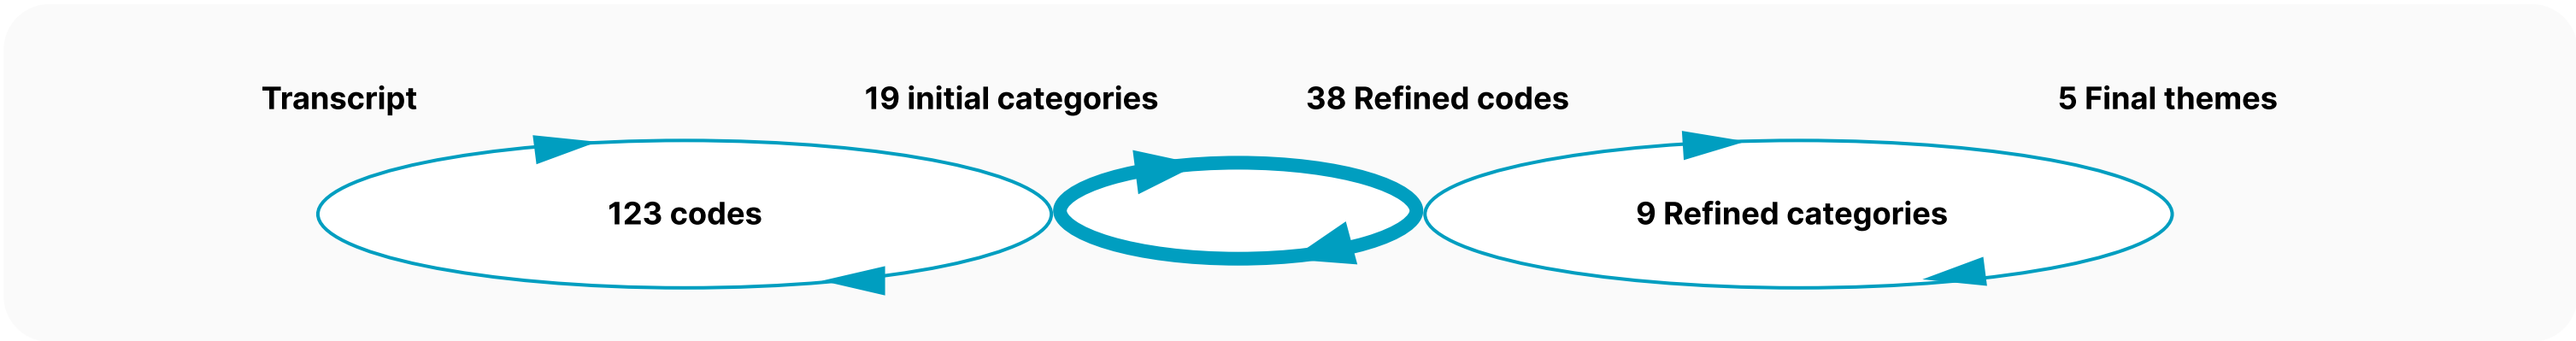 Transcript
19 initial categories
38 Refined codes
5 Final themes
123 codes
9 Refined categories